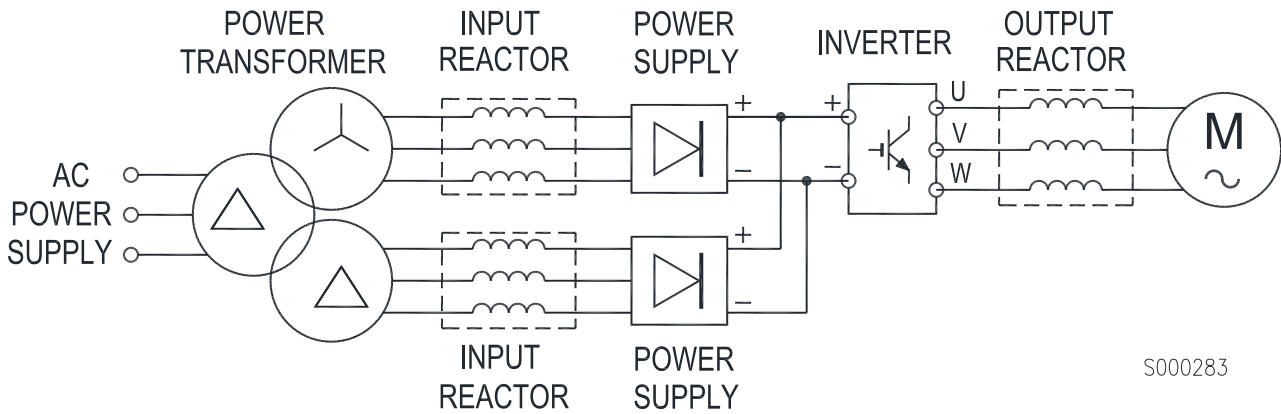 POWER
TRANSFORMER
INPUT
REACTOR
POWER
SUPPLY
INVERTER
OUTPUT
REACTOR
+
−
+
−
U
V
W
M
AC
POWER
SUPPLY
+
−
INPUT
REACTOR
POWER
SUPPLY
S000283